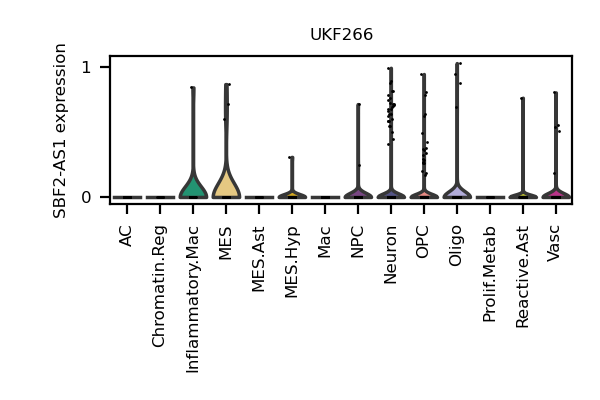 UKF266
SBF2-AS1 expression
1
0
AC
Chromatin.Reg
Inflammatory.Mac
MES
MES.Ast
MES.Hyp
Mac
NPC
Neuron
OPC
Oligo
Prolif.Metab
Reactive.Ast
Vasc